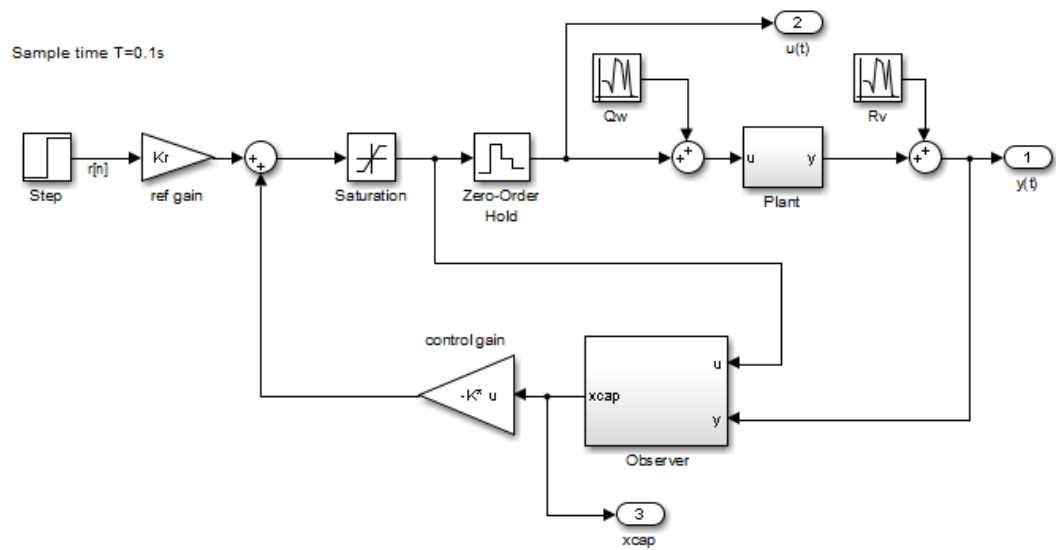 Sample time T=0.1s
2
u(t)
Qw
Rv
r[n]
Kr
++
++
u
y
++
1
y(t)
Step
ref gain
Saturation
Zero-Order
Hold
Plant
control gain
-K* u
xcap
u
y
Observer
3
xcap